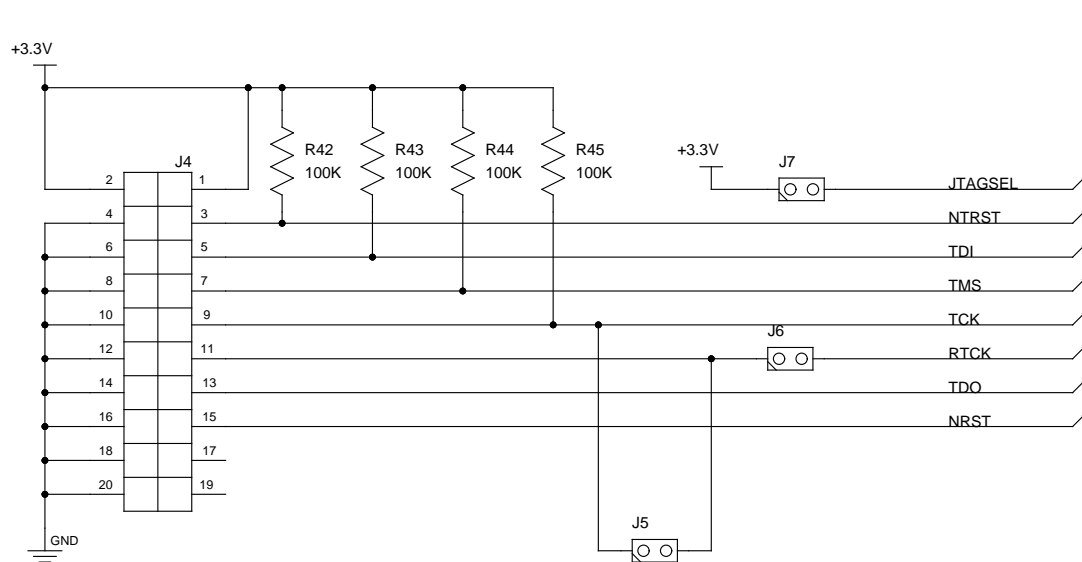 +3.3V
J4
R42
100K
R43
100K
R44
100K
R45
100K
+3.3V
J7
2 1 JTAGSEL
4 3 NTRST
6 5 TDI
8 7 TMS
10 9 TCK
J6
12 11 RTCK
14 13 TDO
16 15 NRST
18 17
20 19
GND
J5